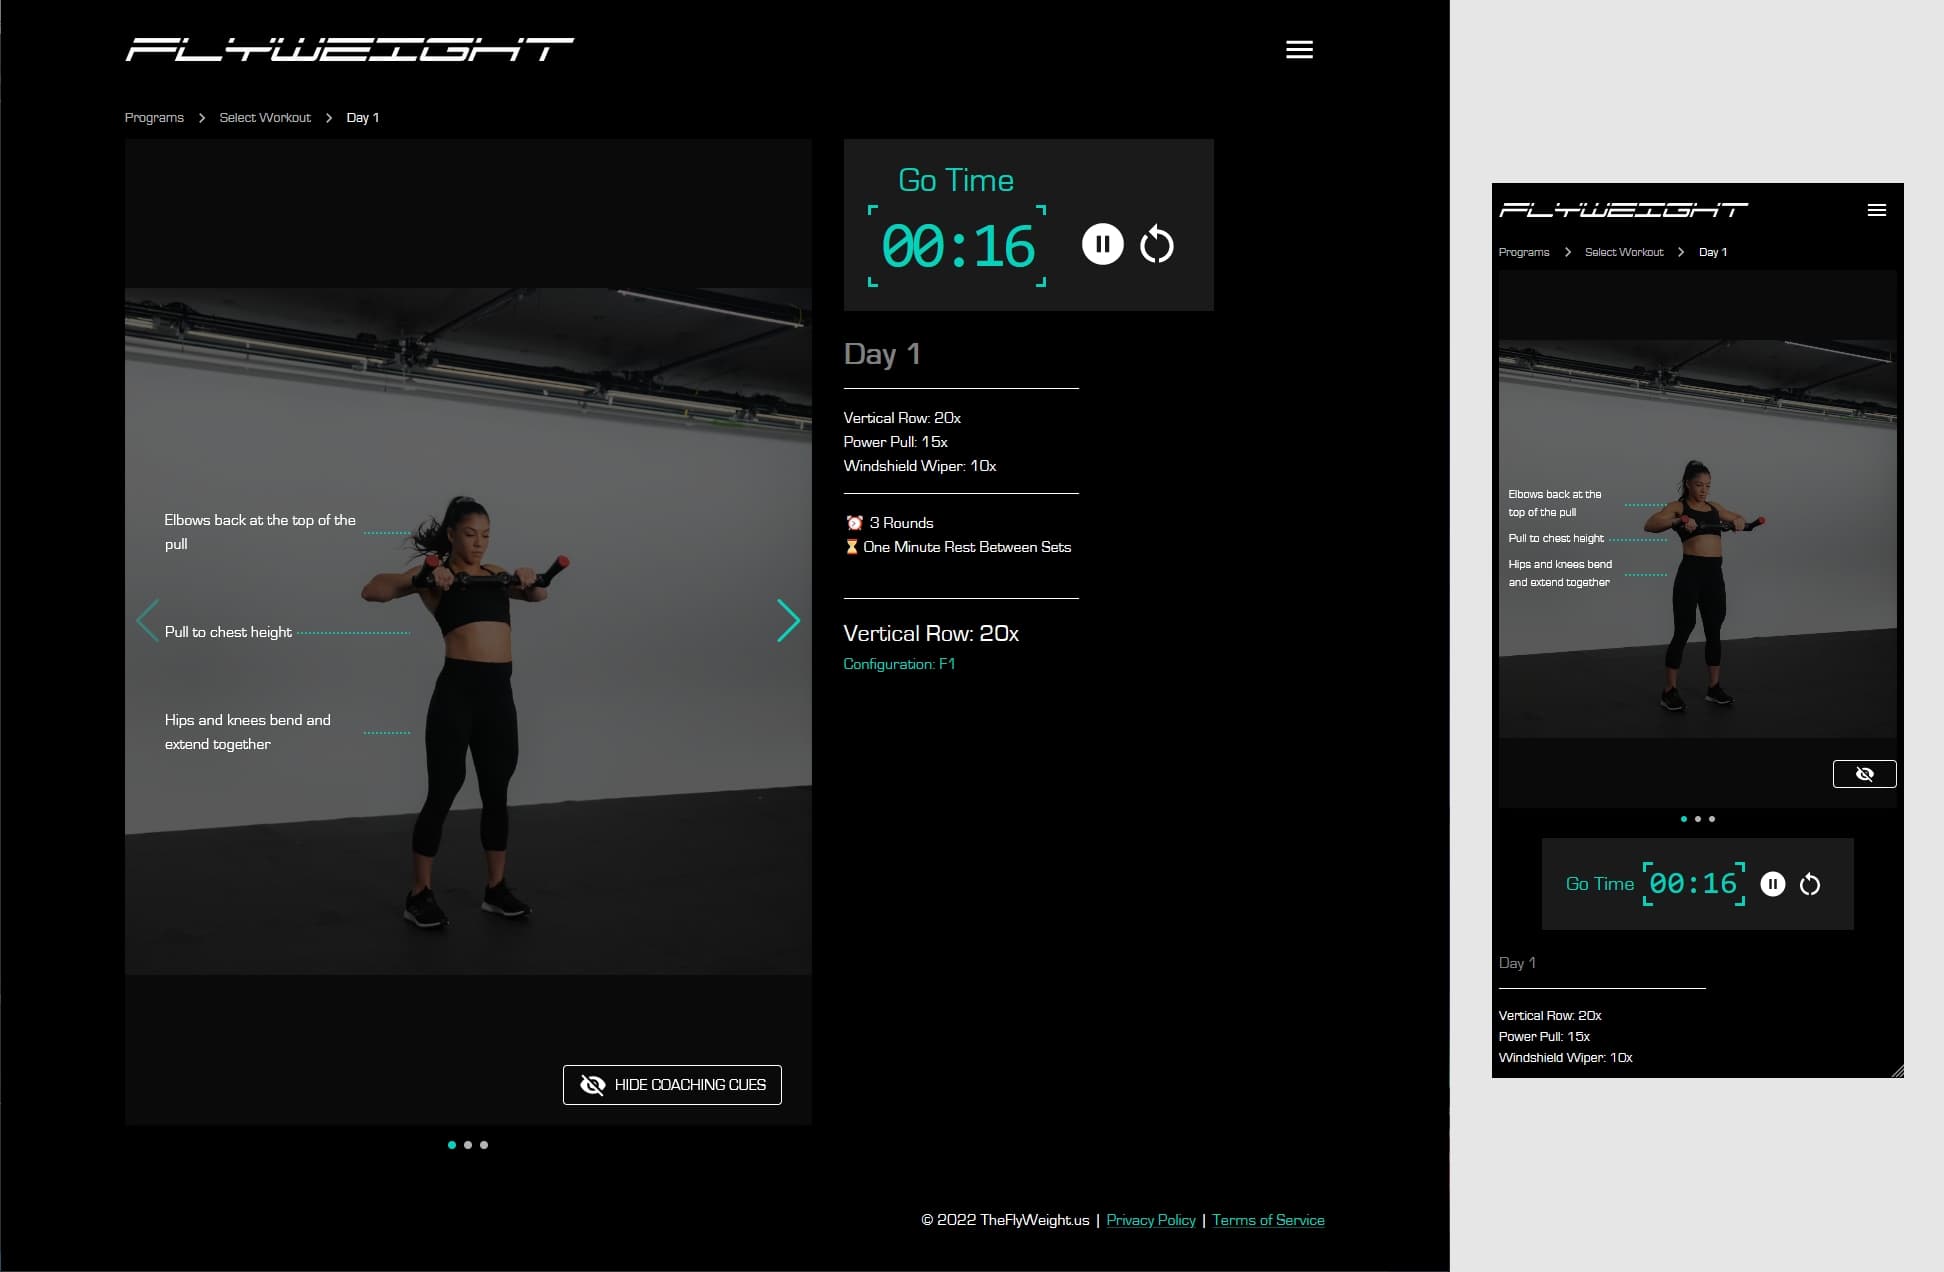 FLYWEIGHT
Programs > Select Workout > Day 1
Elbows back at the top of the
pull
Pull to chest height
Hips and knees bend and
extend together
HIDE COACHING CUES
Go Time
00:16
Day 1
Vertical Row: 20x
Power Pull: 15x
Windshield Wiper: 10x
⏰ 3 Rounds
⏳ One Minute Rest Between Sets
Vertical Row: 20x
Configuration: F1
© 2022 TheFlyWeight.us | Privacy Policy | Terms of Service
FLYWEIGHT
Programs > Select Workout > Day 1
Elbows back at the
top of the pull
Pull to chest height
Hips and knees bend
and extend together
Go Time 00:16
Day 1
Vertical Row: 20x
Power Pull: 15x
Windshield Wiper: 10x